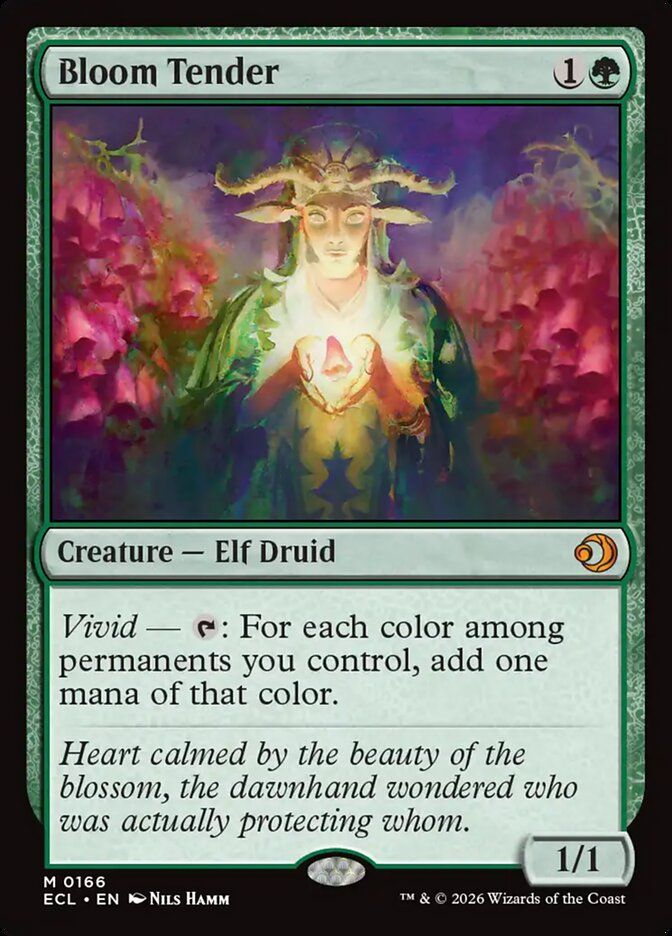 Bloom Tender 1
Creature — Elf Druid
Vivid — : For each color among
permanents you control, add one
mana of that color.
Heart calmed by the beauty of the
blossom, the dawnhand wondered who
was actually protecting whom.
1/1
M 0166
ECL • EN Nils Hamm
™ & © 2026 Wizards of the Coast